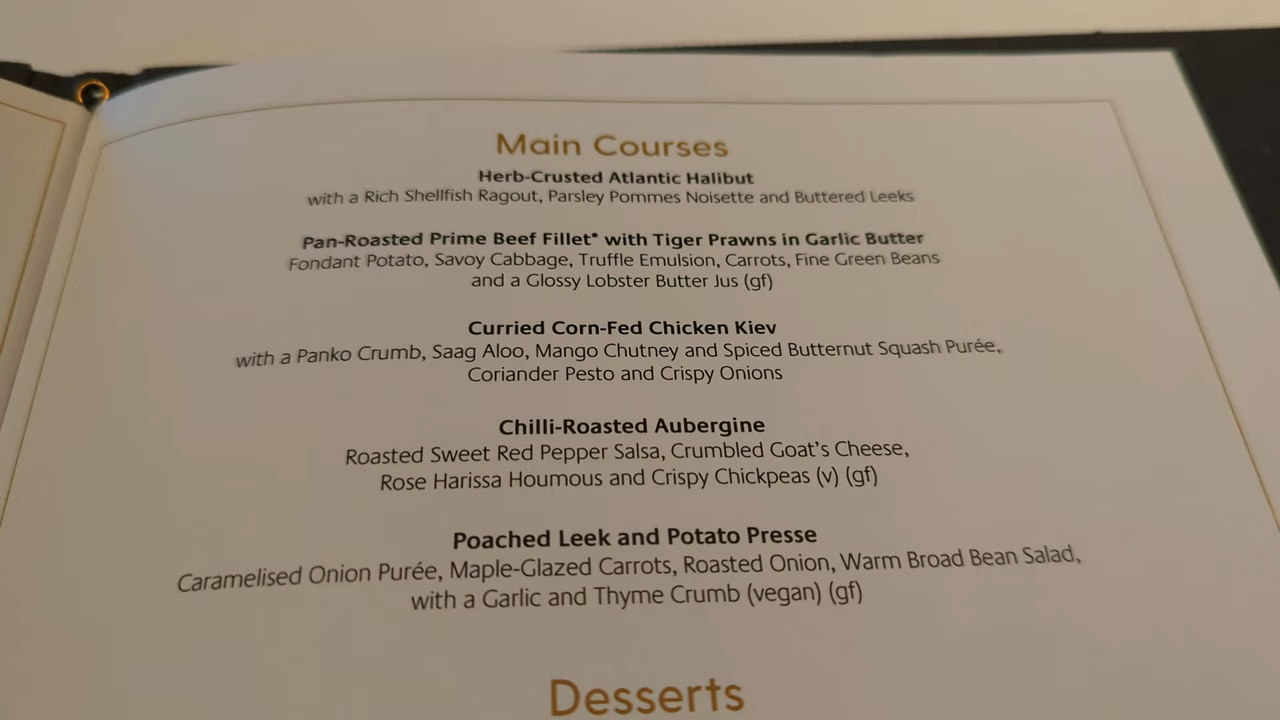 Main Courses
Herb-Crusted Atlantic Halibut
with a Rich Shellfish Ragout, Parsley Pommes Noisette and Buttered Leeks
Pan-Roasted Prime Beef Fillet* with Tiger Prawns in Garlic Butter
Fondant Potato, Savoy Cabbage, Truffle Emulsion, Carrots, Fine Green Beans
and a Glossy Lobster Butter Jus (gf)
Curried Corn-Fed Chicken Kiev
with a Panko Crumb, Saag Aloo, Mango Chutney and Spiced Butternut Squash Purée,
Coriander Pesto and Crispy Onions
Chilli-Roasted Aubergine
Roasted Sweet Red Pepper Salsa, Crumbled Goat's Cheese,
Rose Harissa Houmous and Crispy Chickpeas (v) (gf)
Poached Leek and Potato Presse
Caramelised Onion Purée, Maple-Glazed Carrots, Roasted Onion, Warm Broad Bean Salad,
with a Garlic and Thyme Crumb (vegan) (gf)
Desserts